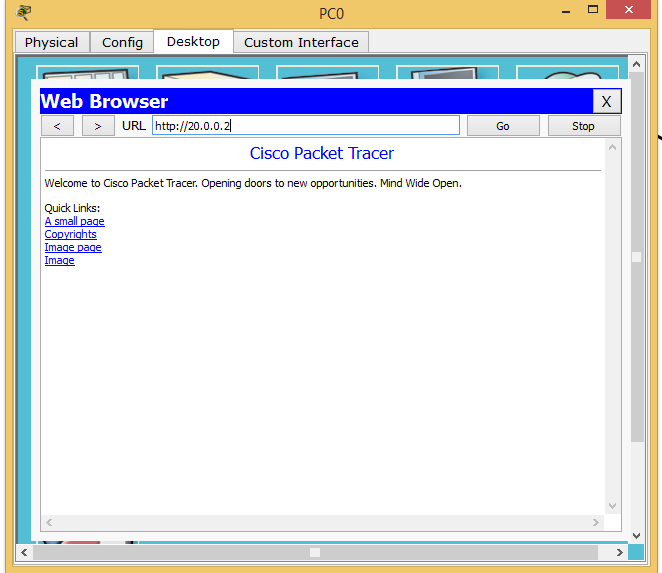 PC0
Physical Config Desktop Custom Interface
Web Browser X
< > URL http://20.0.0.2 Go Stop
Cisco Packet Tracer
Welcome to Cisco Packet Tracer. Opening doors to new opportunities. Mind Wide Open.
Quick Links:
A small page
Copyrights
Image page
Image